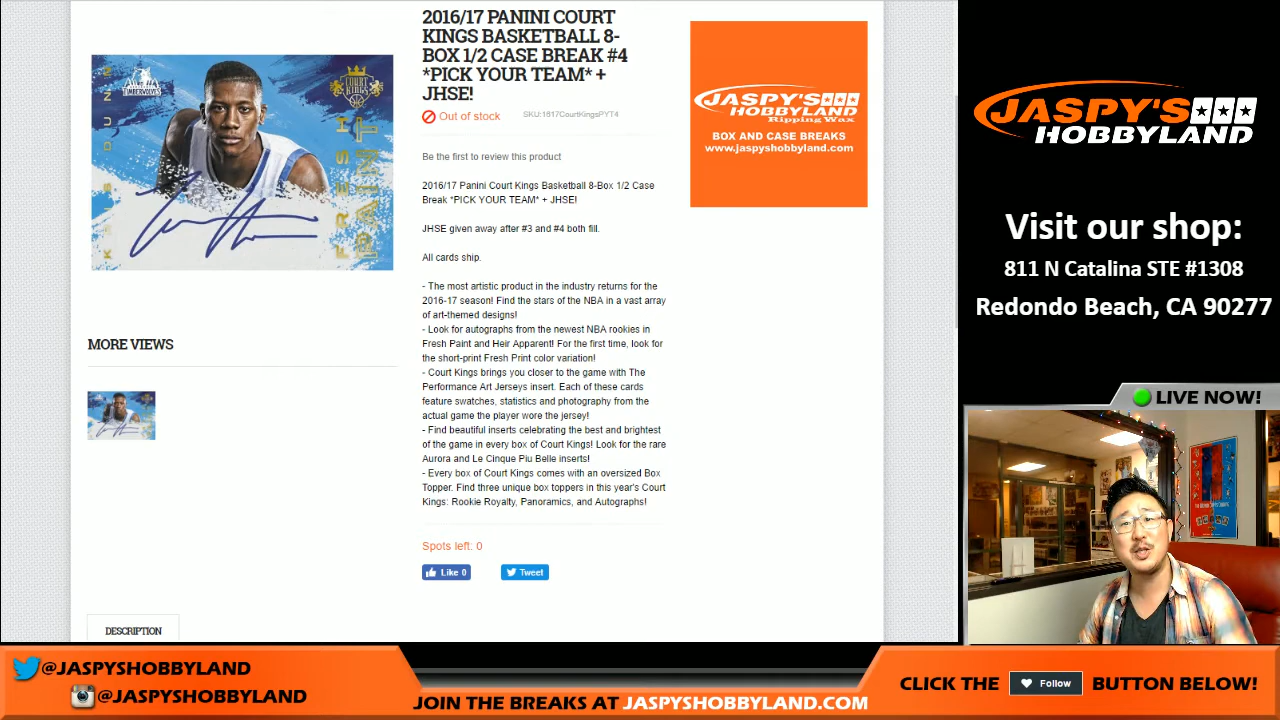 2016/17 PANINI COURT
KINGS BASKETBALL 8-
BOX 1/2 CASE BREAK #4
*PICK YOUR TEAM* +
JHSE!
Out of stock
SKU:1617CourtKingsPYT4
Be the first to review this product
2016/17 Panini Court Kings Basketball 8-Box 1/2 Case
Break *PICK YOUR TEAM* + JHSE!
JHSE given away after #3 and #4 both fill.
All cards ship.
- The most artistic product in the industry returns for the
2016-17 season! Find the stars of the NBA in a vast array
of art-themed designs!
- Look for autographs from the newest NBA rookies in
Fresh Paint and Heir Apparent! For the first time, look for
the short-print Fresh Print color variation!
- Court Kings brings you closer to the game with The
Performance Art Jerseys insert. Each of these cards
feature swatches, statistics and photography from the
actual game the player wore the jersey!
- Find beautiful inserts celebrating the best and brightest
of the game in every box of Court Kings! Look for the rare
Aurora and Le Cinque Piu Belle inserts!
- Every box of Court Kings comes with an oversized Box
Topper. Find three unique box toppers in this year's Court
Kings: Rookie Royalty, Panoramics, and Autographs!
Spots left: 0
Like 0
Tweet
TIMBERWOLVES
COURT
KINGS
KRIS DUNN
FRESH
PAINT
MORE VIEWS
DESCRIPTION
JASPY'S
HOBBYLAND
Ripping Wax
BOX AND CASE BREAKS
www.jaspyshobbyland.com
JASPY'S
HOBBYLAND
Visit our shop:
811 N Catalina STE #1308
Redondo Beach, CA 90277
LIVE NOW!
@JASPYSHOBBYLAND
@JASPYSHOBBYLAND
JOIN THE BREAKS AT JASPYSHOBBYLAND.COM
CLICK THE Follow BUTTON BELOW!